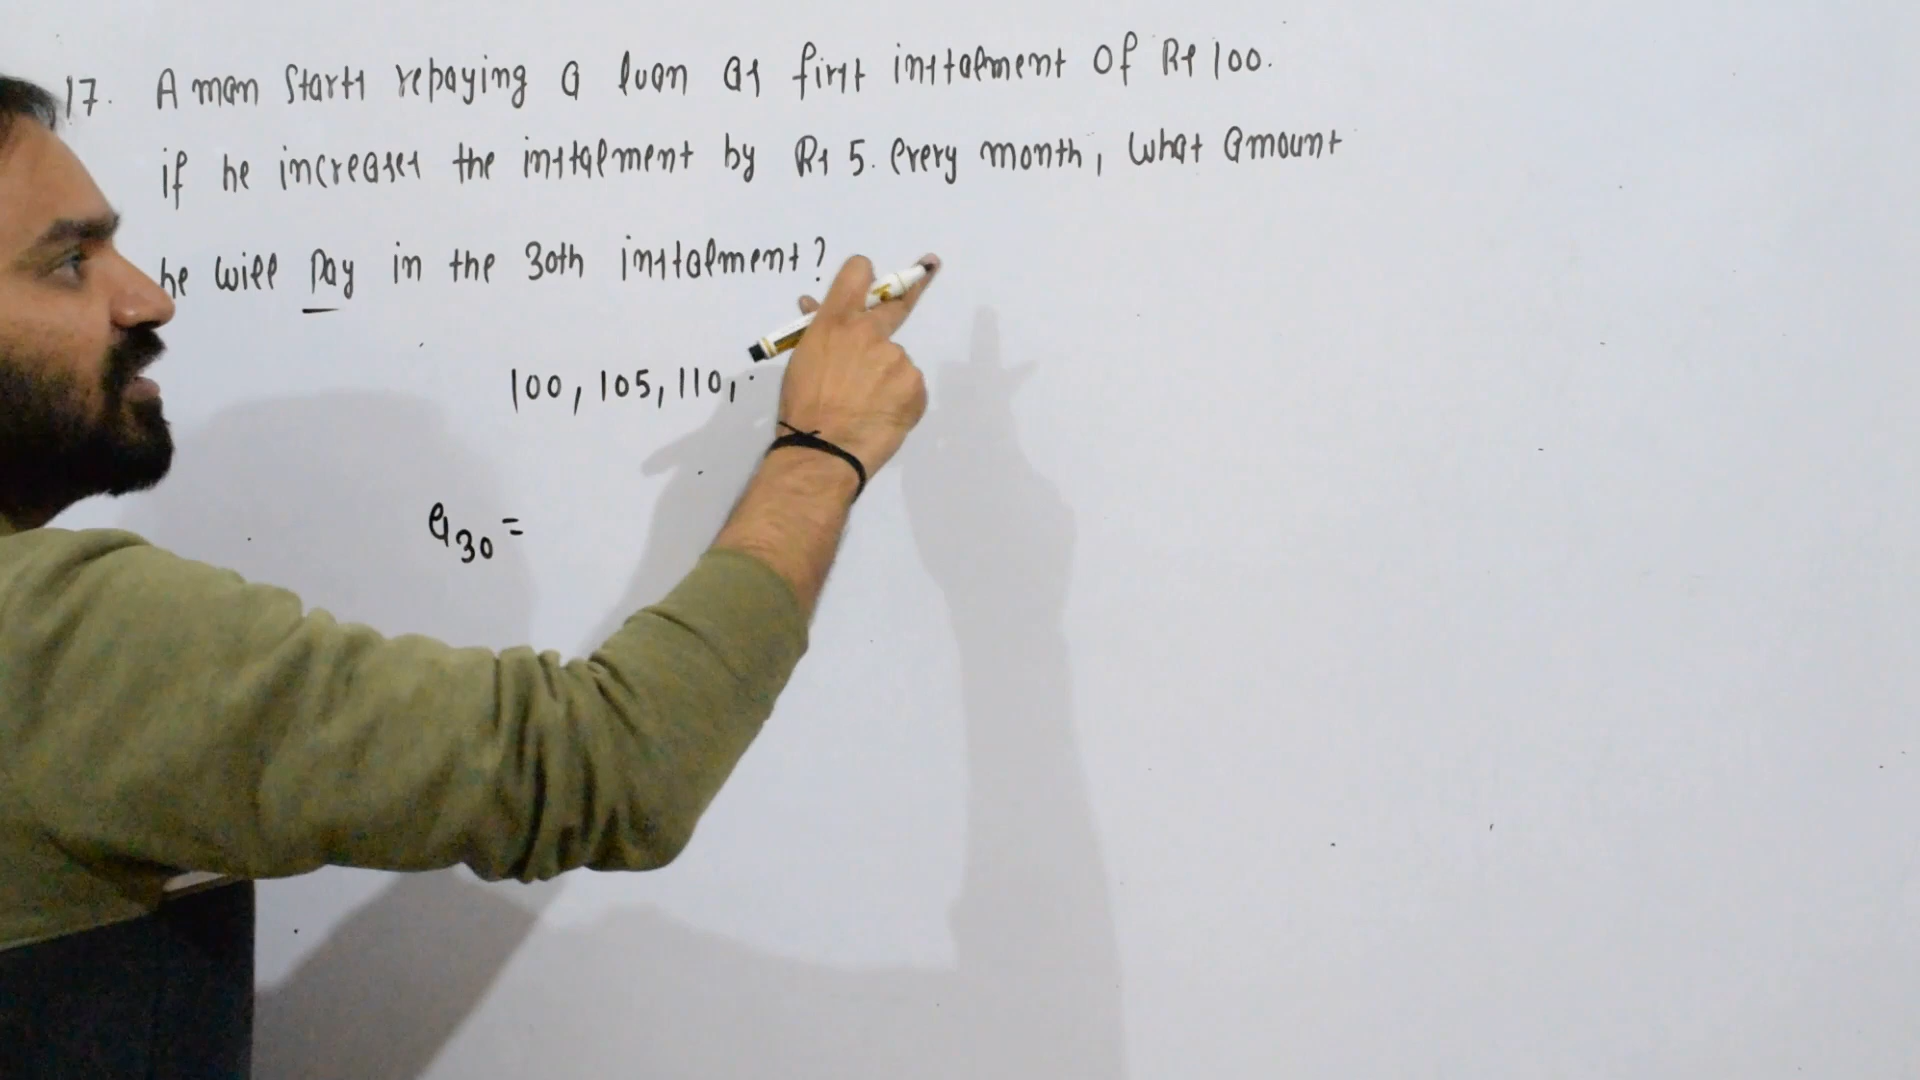 17. A man starts repaying a loan as first instalment of Rs 100.
if he increases the instalment by Rs 5. every month, what amount
he will pay in the 30th instalment?
100, 105, 110, .
a30 =